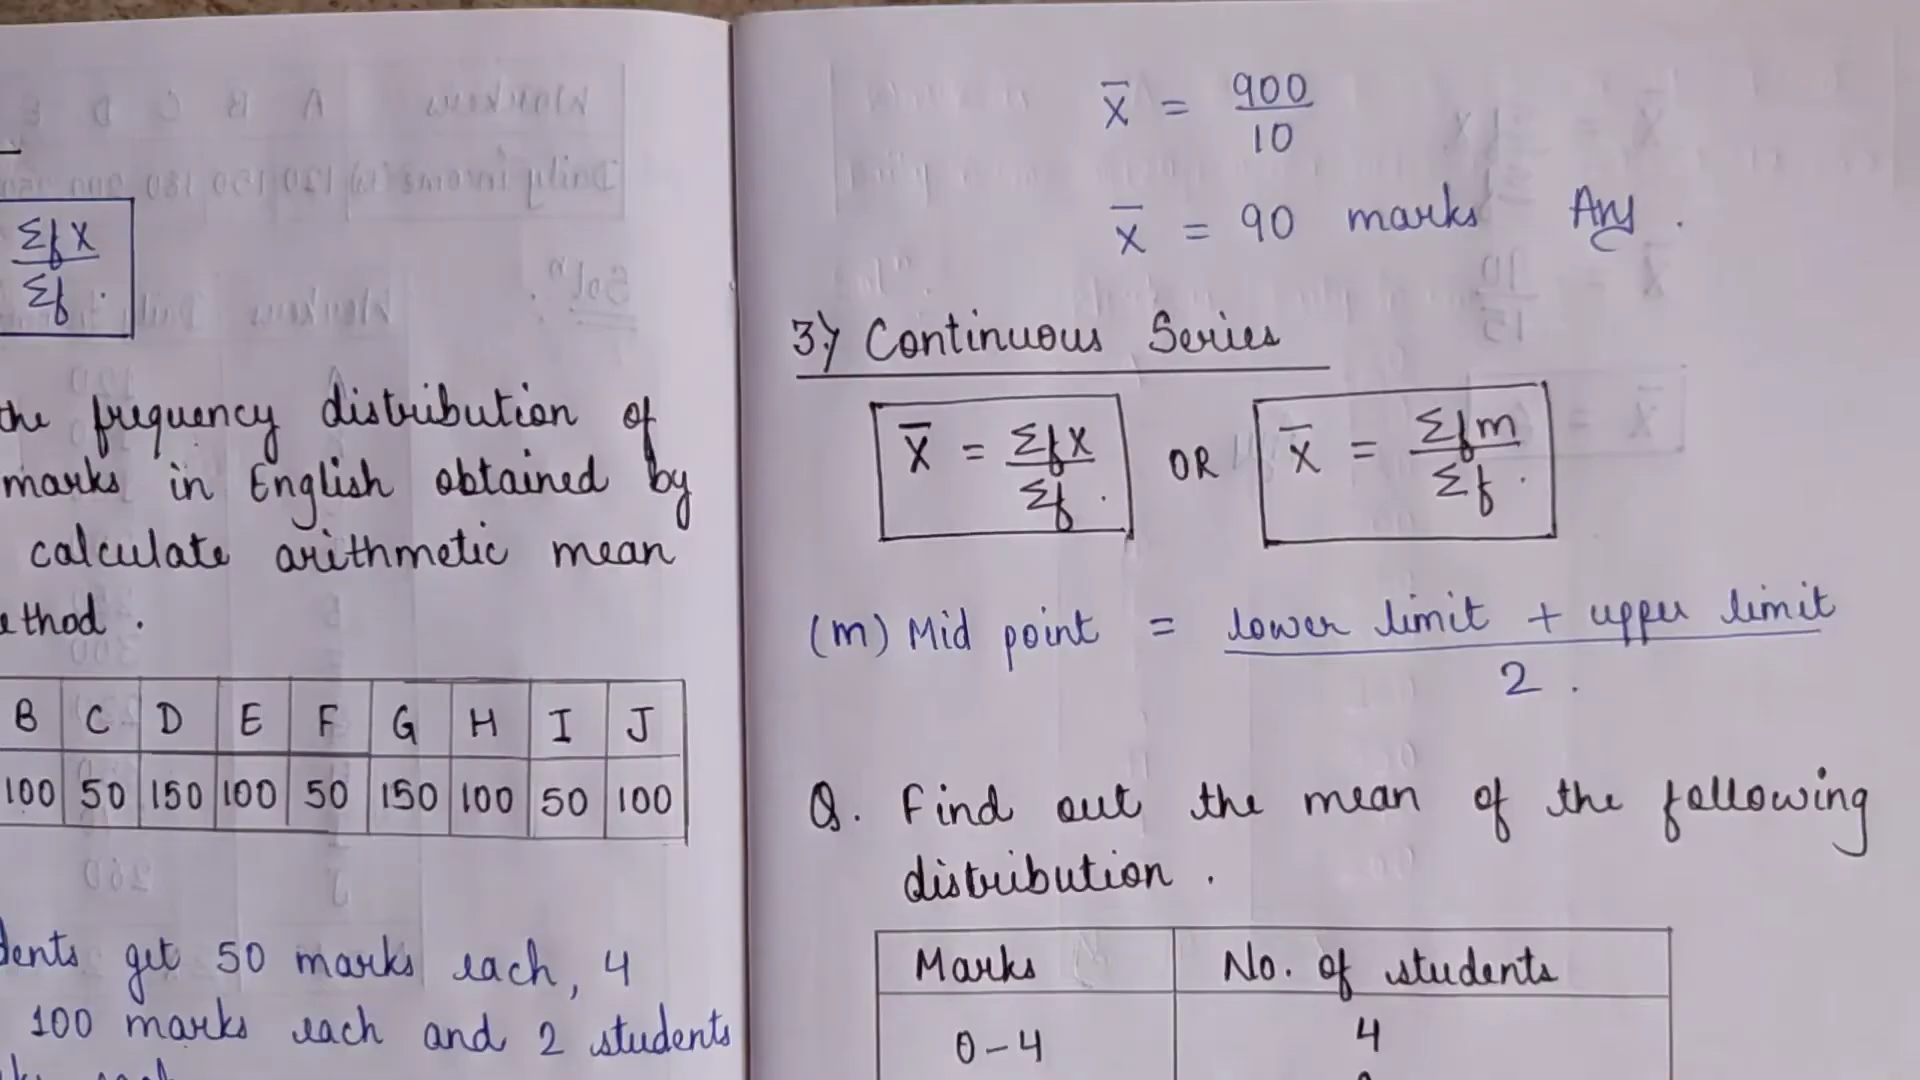 ΣfX
Σf.
the frequency distribution of
marks in English obtained by
calculate arithmetic mean
ethod.
B C D E F G H I J
100 50 150 100 50 150 100 50 100
dents get 50 marks each, 4
100 marks each and 2 students
X̄ = 900
10
X̄ = 90 marks Ans.
3.) Continuous Series
X̄ = ΣfX OR X̄ = Σfm
Σf. Σf.
(m) Mid point = lower limit + upper limit
2.
Q. Find out the mean of the following
distribution.
Marks No. of students
0-4 4